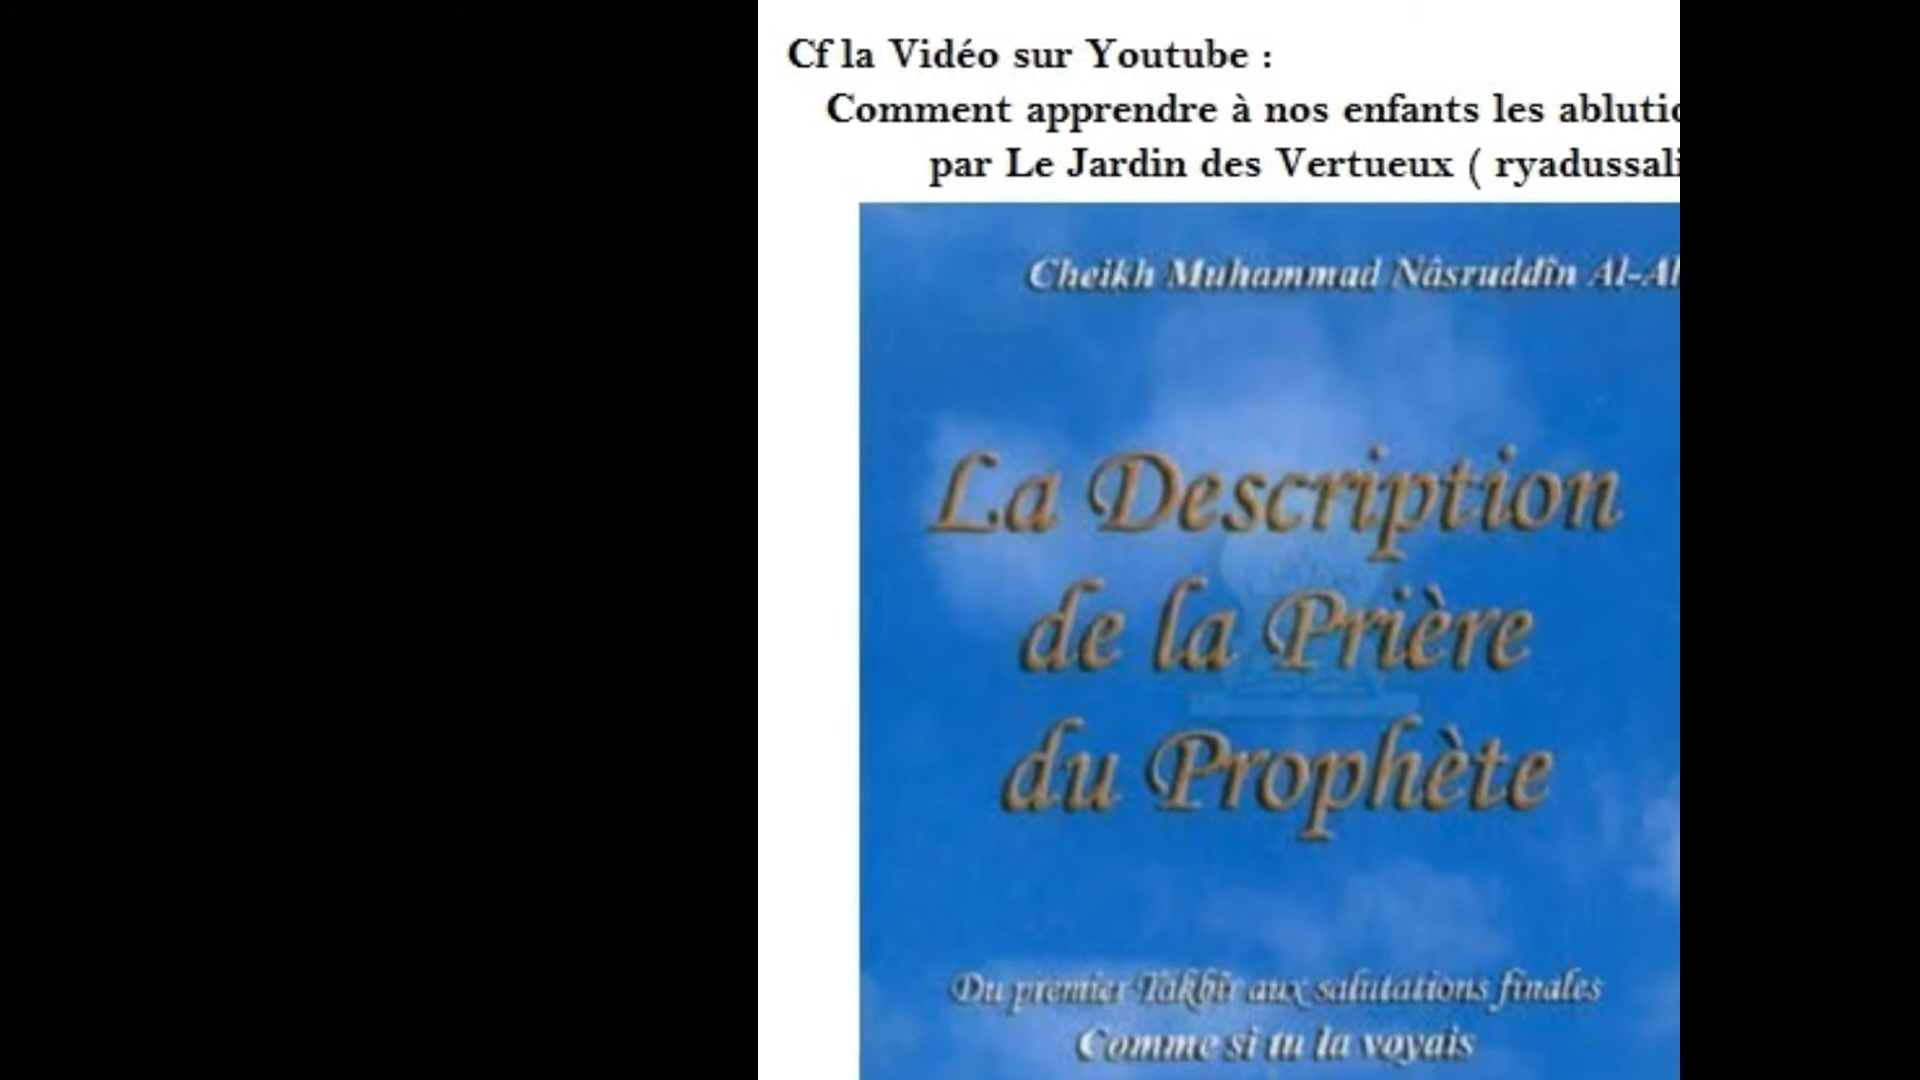 Cf la Vidéo sur Youtube :
Comment apprendre à nos enfants les ablutio
par Le Jardin des Vertueux ( ryadussali
Cheikh Muhammad Nâsruddîn Al-Al
La Description
de la Prière
du Prophète
Du premier Takbîr aux salutations finales
Comme si tu la voyais